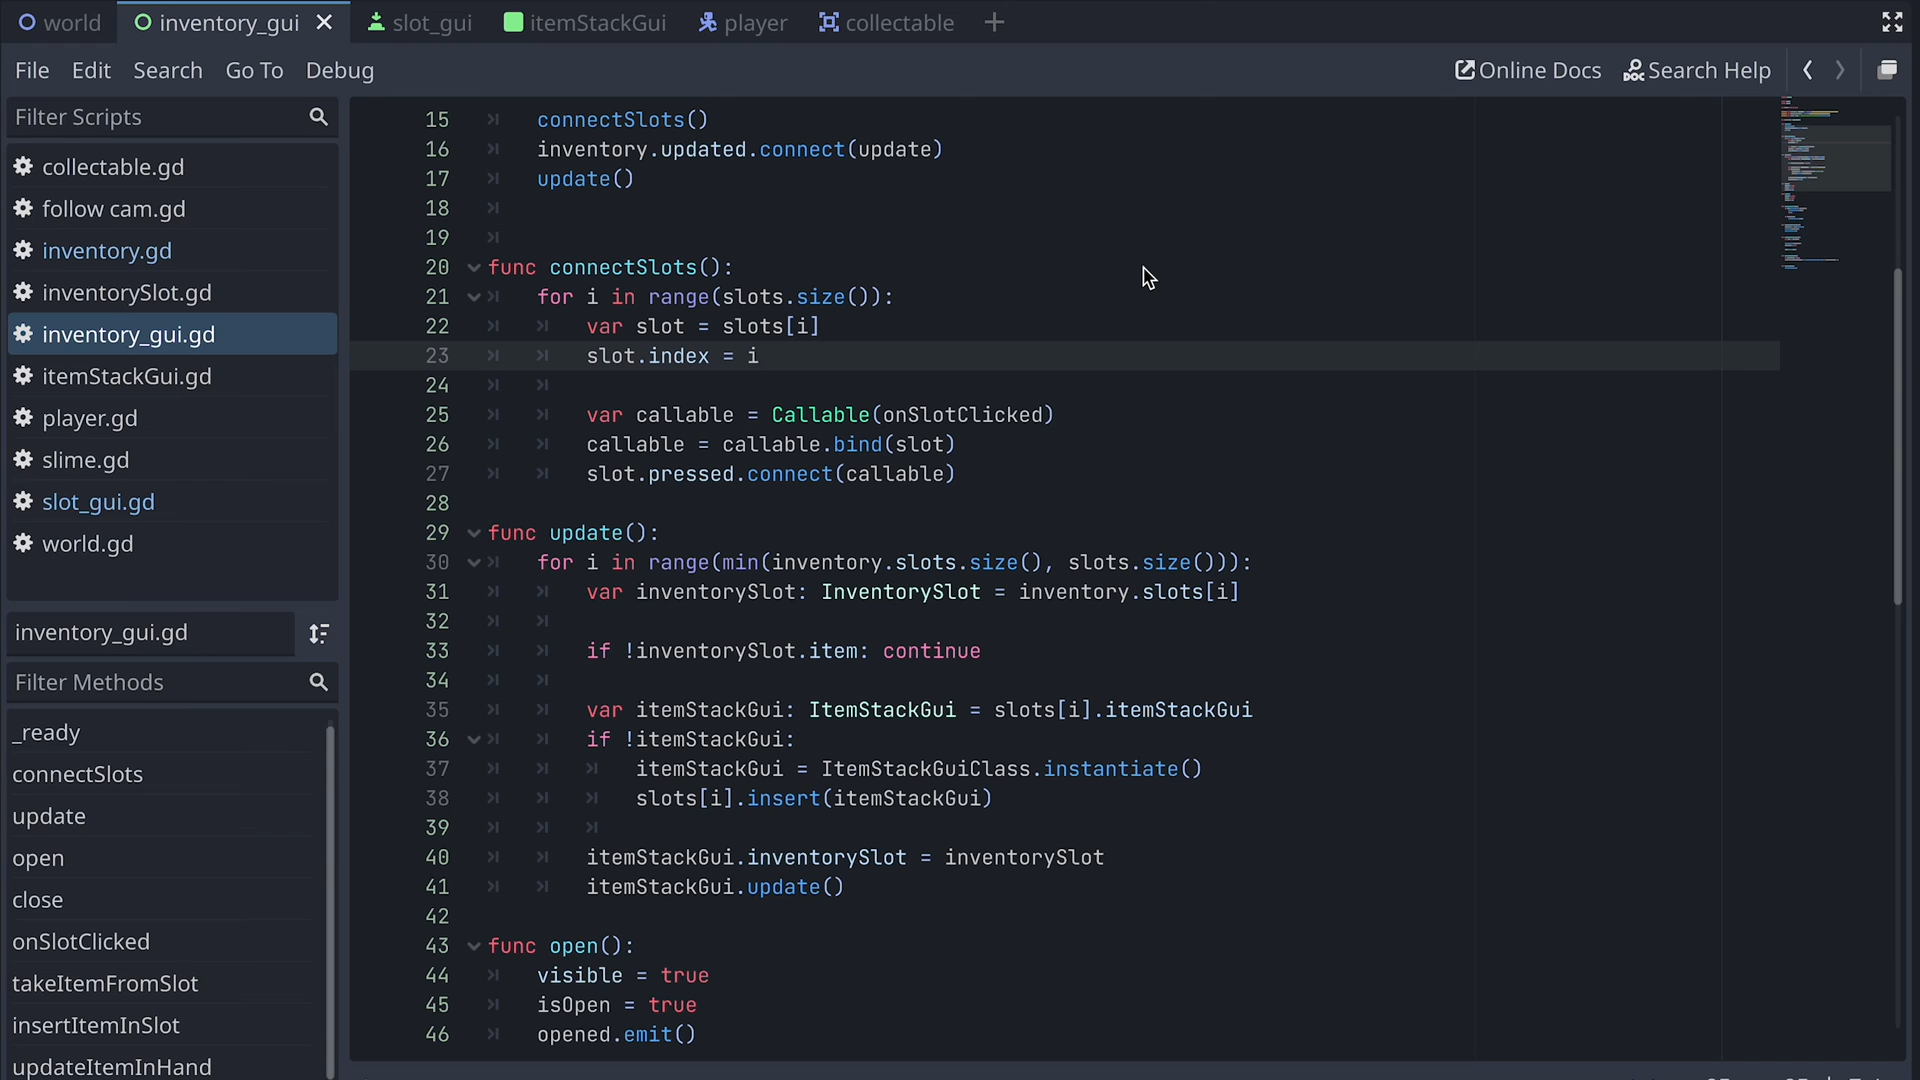 world inventory_gui slot_gui itemStackGui player collectable
File Edit Search Go To Debug Online Docs Search Help
Filter Scripts
collectable.gd
follow cam.gd
inventory.gd
inventorySlot.gd
inventory_gui.gd
itemStackGui.gd
player.gd
slime.gd
slot_gui.gd
world.gd
inventory_gui.gd
Filter Methods
_ready
connectSlots
update
open
close
onSlotClicked
takeItemFromSlot
insertItemInSlot
updateItemInHand
15 connectSlots()
16 inventory.updated.connect(update)
17 update()
18
19
20 func connectSlots():
21 for i in range(slots.size()):
22 var slot = slots[i]
23 slot.index = i
24
25 var callable = Callable(onSlotClicked)
26 callable = callable.bind(slot)
27 slot.pressed.connect(callable)
28
29 func update():
30 for i in range(min(inventory.slots.size(), slots.size())):
31 var inventorySlot: InventorySlot = inventory.slots[i]
32
33 if !inventorySlot.item: continue
34
35 var itemStackGui: ItemStackGui = slots[i].itemStackGui
36 if !itemStackGui:
37 itemStackGui = ItemStackGuiClass.instantiate()
38 slots[i].insert(itemStackGui)
39
40 itemStackGui.inventorySlot = inventorySlot
41 itemStackGui.update()
42
43 func open():
44 visible = true
45 isOpen = true
46 opened.emit()